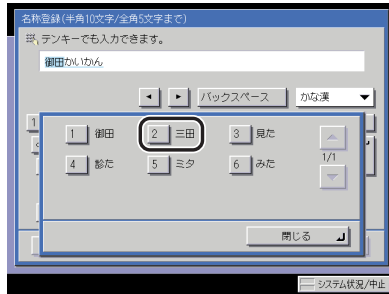 名称登録(半角10文字/全角5文字まで)
テンキーでも入力できます。
御田かいかん
◂ ▸ バックスペース かな漢 ▼
1
1 御田 2 三田 3 見た
1/1
4 診た 5 ミタ 6 みた
閉じる
システム状況/中止